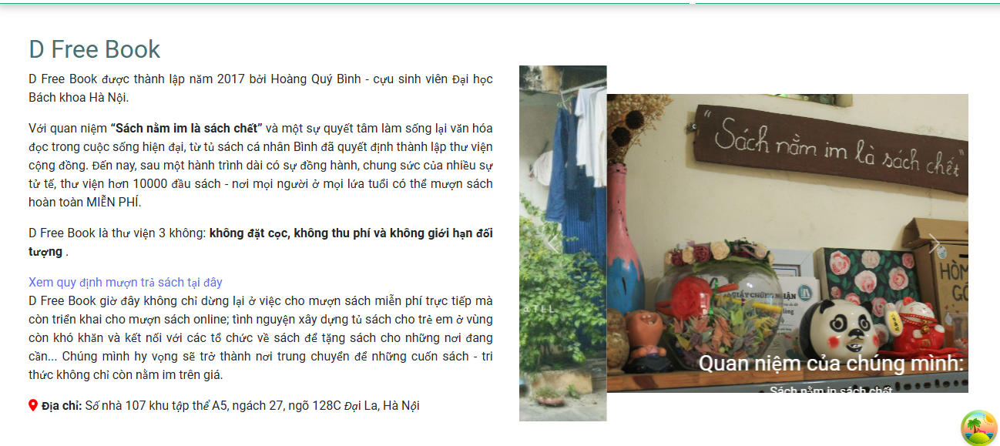 D Free Book
D Free Book được thành lập năm 2017 bởi Hoàng Quý Bình - cựu sinh viên Đại học
Bách khoa Hà Nội.
Với quan niệm “Sách nằm im là sách chết” và một sự quyết tâm làm sống lại văn hóa
đọc trong cuộc sống hiện đại, từ tủ sách cá nhân Bình đã quyết định thành lập thư viện
cộng đồng. Đến nay, sau một hành trình dài có sự đồng hành, chung sức của nhiều sự
tử tế, thư viện hơn 10000 đầu sách - nơi mọi người ở mọi lứa tuổi có thể mượn sách
hoàn toàn MIỄN PHÍ.
D Free Book là thư viện 3 không: không đặt cọc, không thu phí và không giới hạn đối
tượng .
Xem quy định mượn trả sách tại đây
D Free Book giờ đây không chỉ dừng lại ở việc cho mượn sách miễn phí trực tiếp mà
còn triển khai cho mượn sách online; tình nguyện xây dựng tủ sách cho trẻ em ở vùng
còn khó khăn và kết nối với các tổ chức về sách để tặng sách cho những nơi đang
cần... Chúng mình hy vọng sẽ trở thành nơi trung chuyển để những cuốn sách - tri
thức không chỉ còn nằm im trên giá.
Địa chỉ: Số nhà 107 khu tập thể A5, ngách 27, ngõ 128C Đại La, Hà Nội
“Sách nằm im là sách chết”
HÒM
GIẤY CHỨNG NHẬN
Quan niệm của chúng mình:
Sách nằm in sách chết